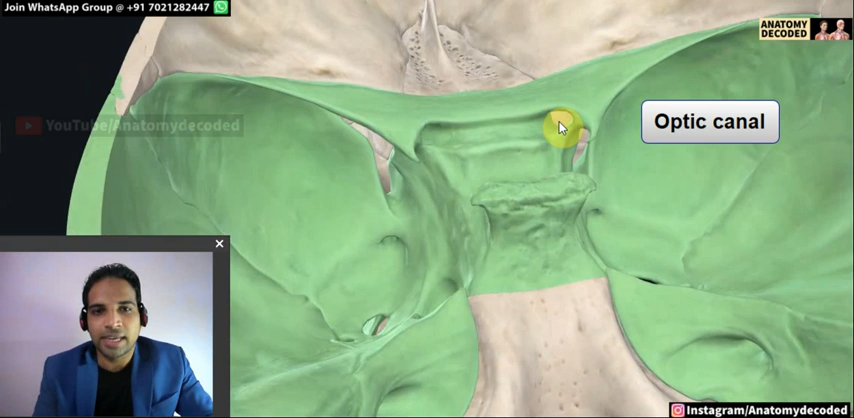 Join WhatsApp Group @ +91 7021282447
ANATOMY
DECODED
YouTube/Anatomydecoded
Optic canal
Instagram/Anatomydecoded